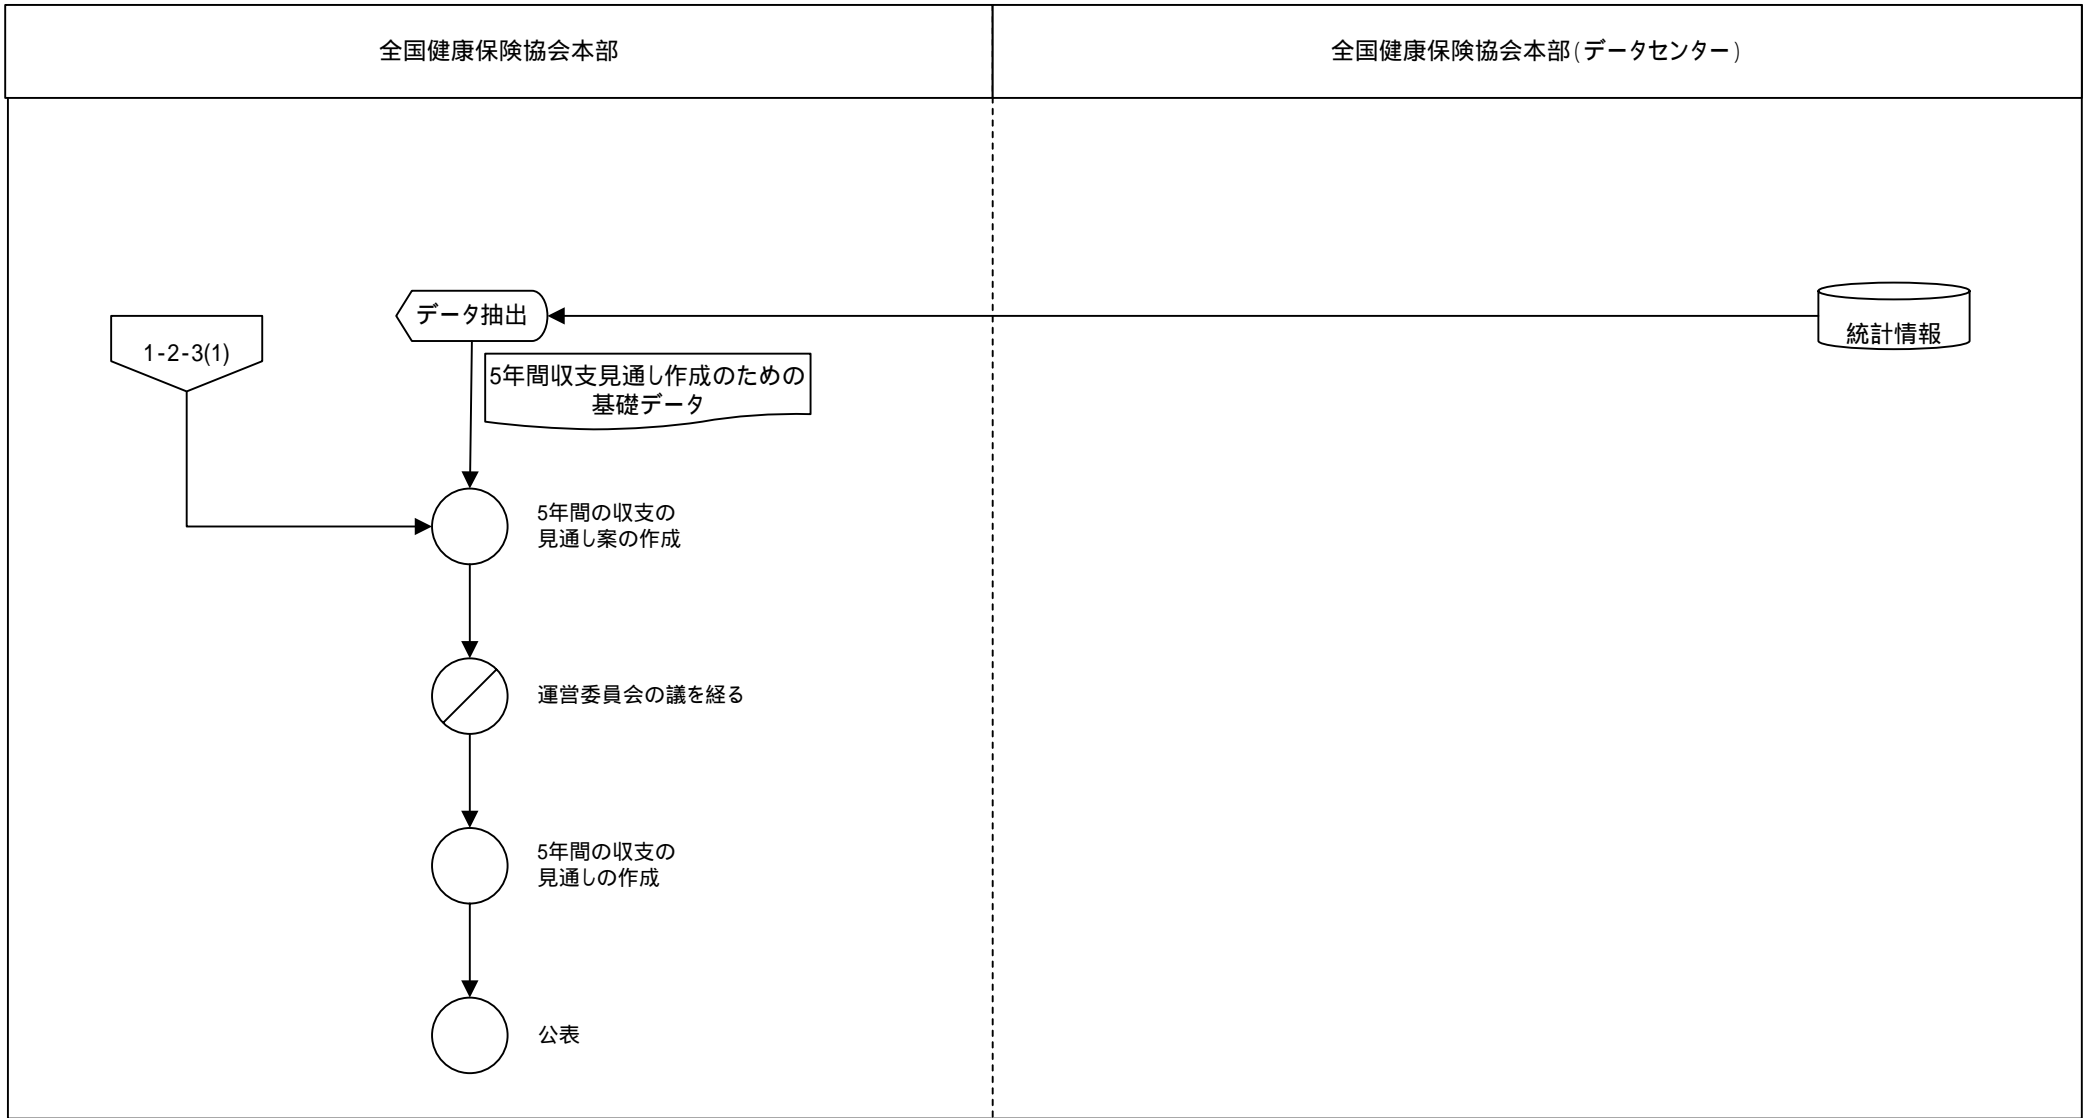 全国健康保険協会本部
全国健康保険協会本部(データセンター)
データ抽出
統計情報
1-2-3(1)
5年間収支見通し作成のための
基礎データ
5年間の収支の
見通し案の作成
運営委員会の議を経る
5年間の収支の
見通しの作成
公表